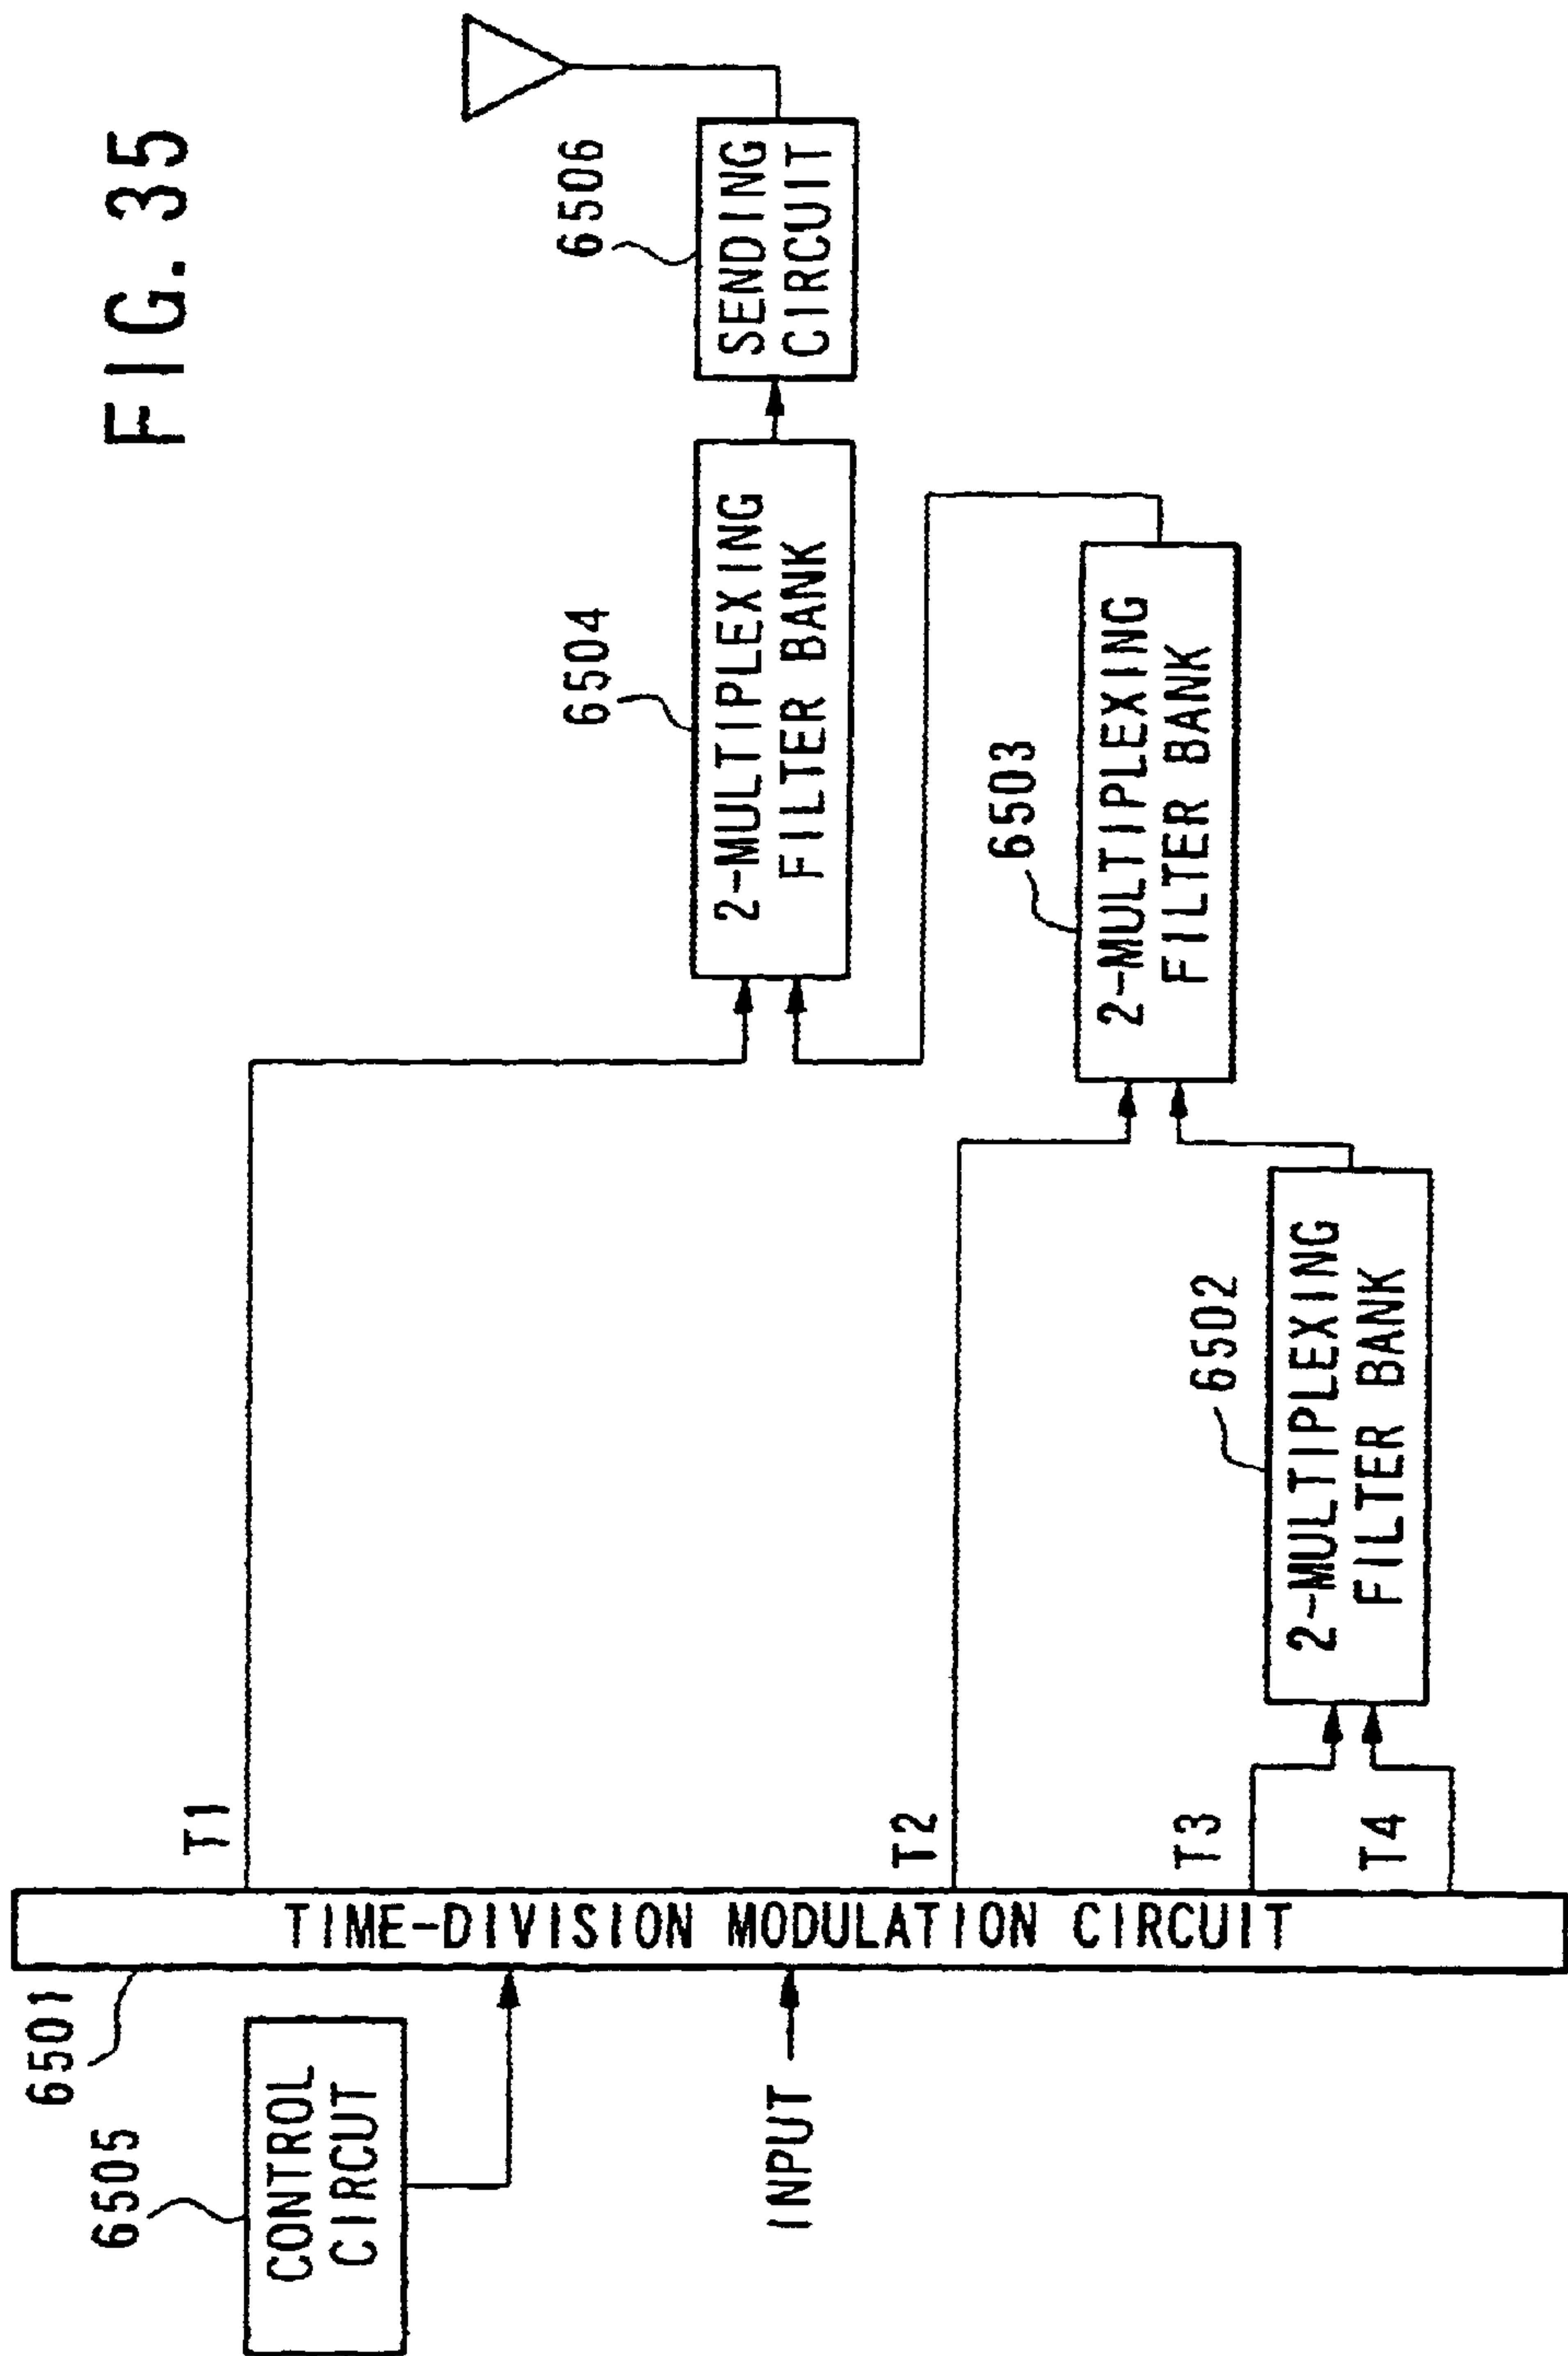 FIG. 35
6505
CONTROL
CIRCUT
6501
TIME-DIVISION MODULATION CIRCUIT
INPUT
T1
T2
T3
T4
6502
2-MULTIPLEXING
FILTER BANK
6503
2-MULTIPLEXING
FILTER BANK
6504
2-MULTIPLEXING
FILTER BANK
6506
SENDING
CIRCUIT